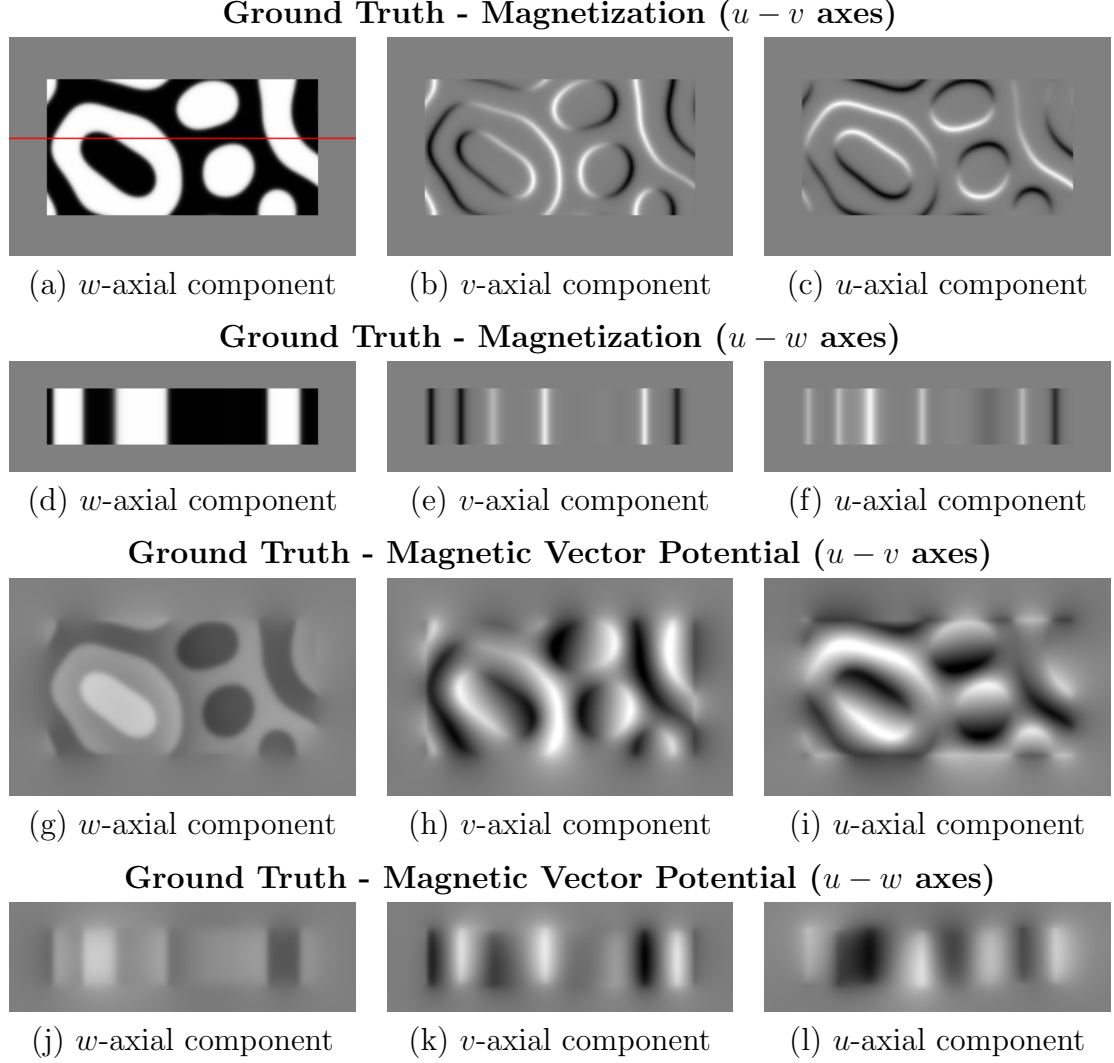 Ground Truth - Magnetization (u − v axes)
(a) w-axial component (b) v-axial component (c) u-axial component
Ground Truth - Magnetization (u − w axes)
(d) w-axial component (e) v-axial component (f) u-axial component
Ground Truth - Magnetic Vector Potential (u − v axes)
(g) w-axial component (h) v-axial component (i) u-axial component
Ground Truth - Magnetic Vector Potential (u − w axes)
(j) w-axial component (k) v-axial component (l) u-axial component